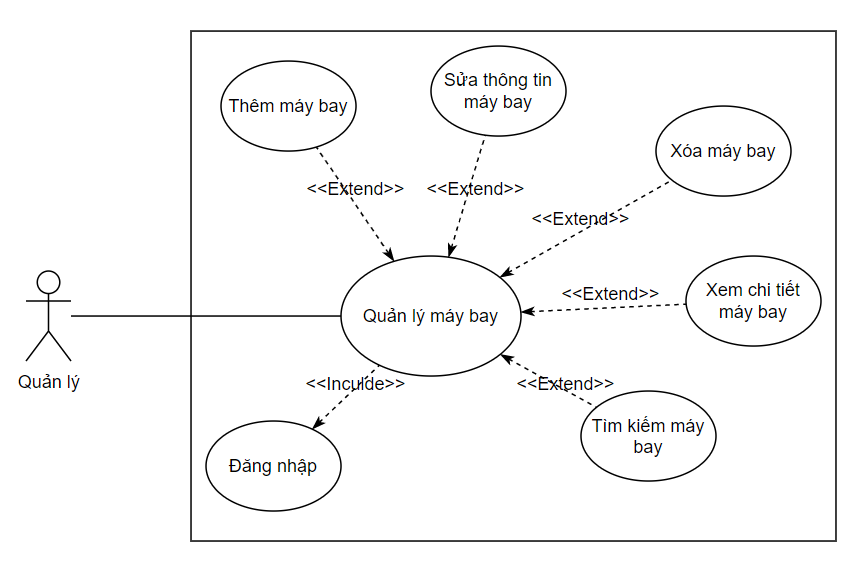 Thêm máy bay
Sửa thông tin
máy bay
Xóa máy bay
<<Extend>>
<<Extend>>
<<Extend>>
Xem chi tiết
máy bay
<<Extend>>
Quản lý máy bay
Quản lý
<<Inculde>>
<<Extend>>
Tìm kiếm máy
bay
Đăng nhập